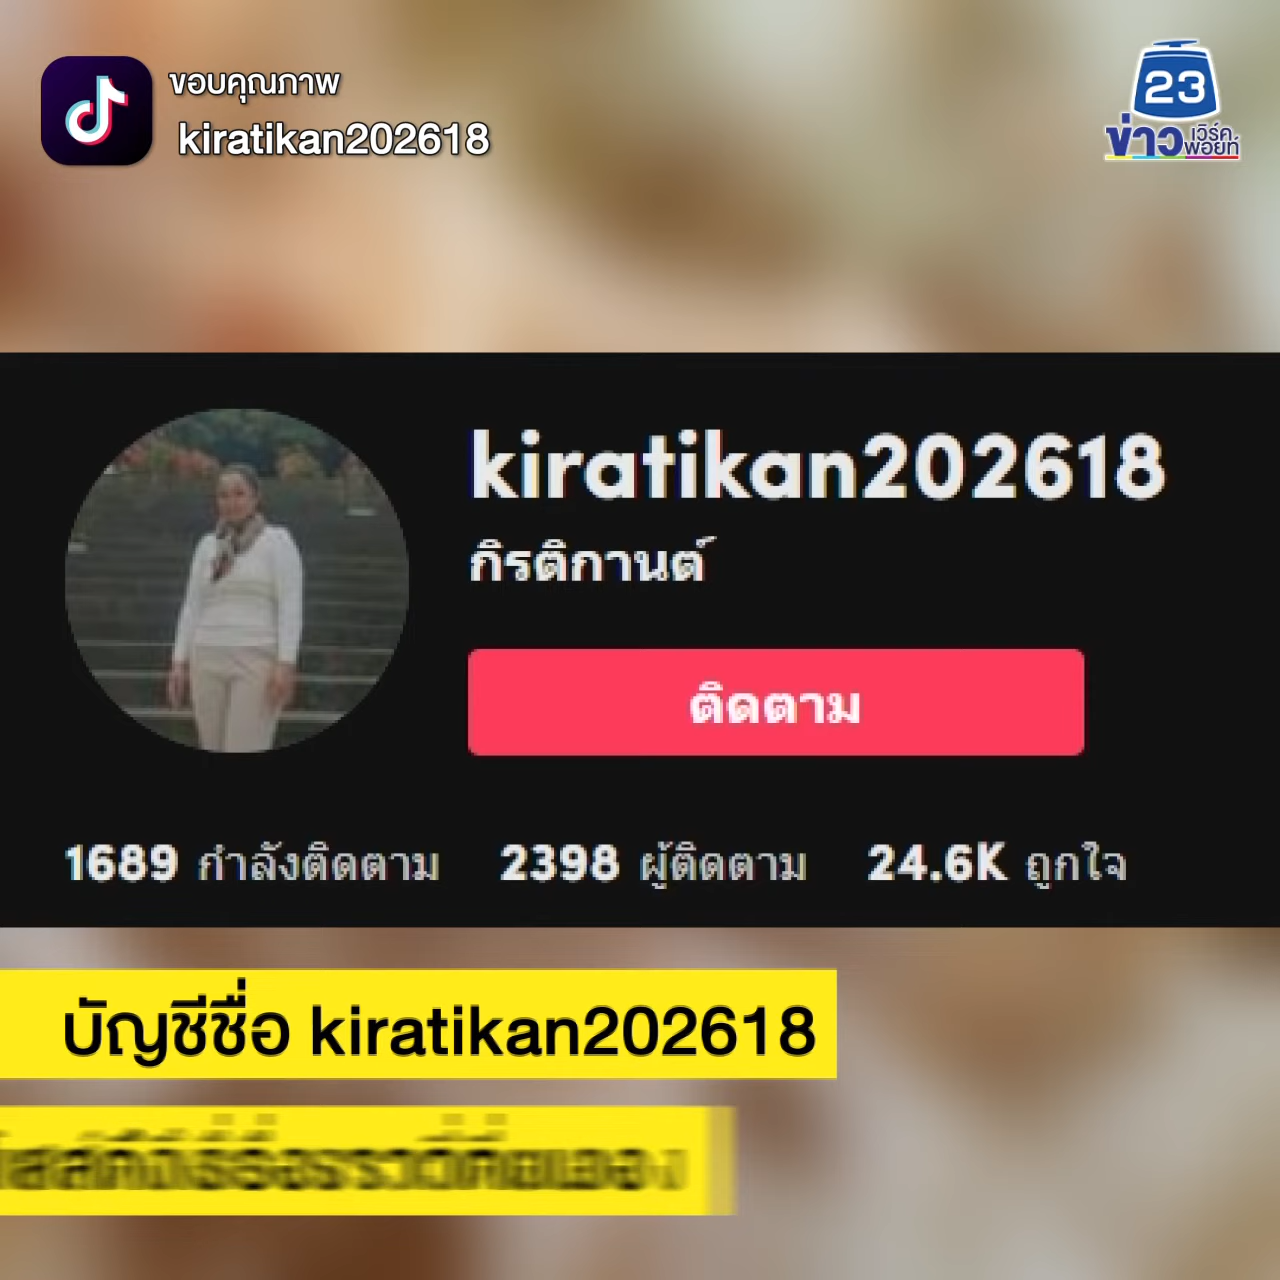 ขอบคุณภาพ
kiratikan202618
23
ข่าวเวิร์คพอยท์
kiratikan202618
กิรติกานต์
ติดตาม
1689 กำลังติดตาม 2398 ผู้ติดตาม 24.6K ถูกใจ
บัญชีชื่อ kiratikan202618